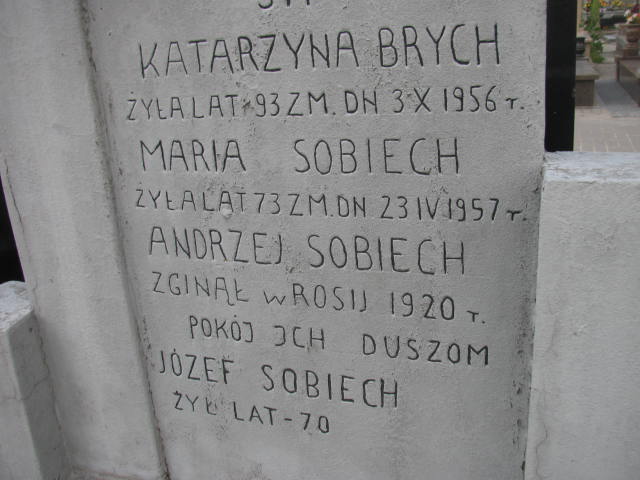 KATARZYNA BRYCH
ŻYŁA LAT 93 ZM. DN 3 X 1956 r.
MARIA SOBIECH
ŻYŁA LAT 73 ZM. DN 23 IV 1957 r.
ANDRZEJ SOBIECH
ZGINĄŁ w ROSIJ 1920 r.
POKÓJ JCH DUSZOM
JÓZEF SOBIECH
ŻYŁ LAT - 70